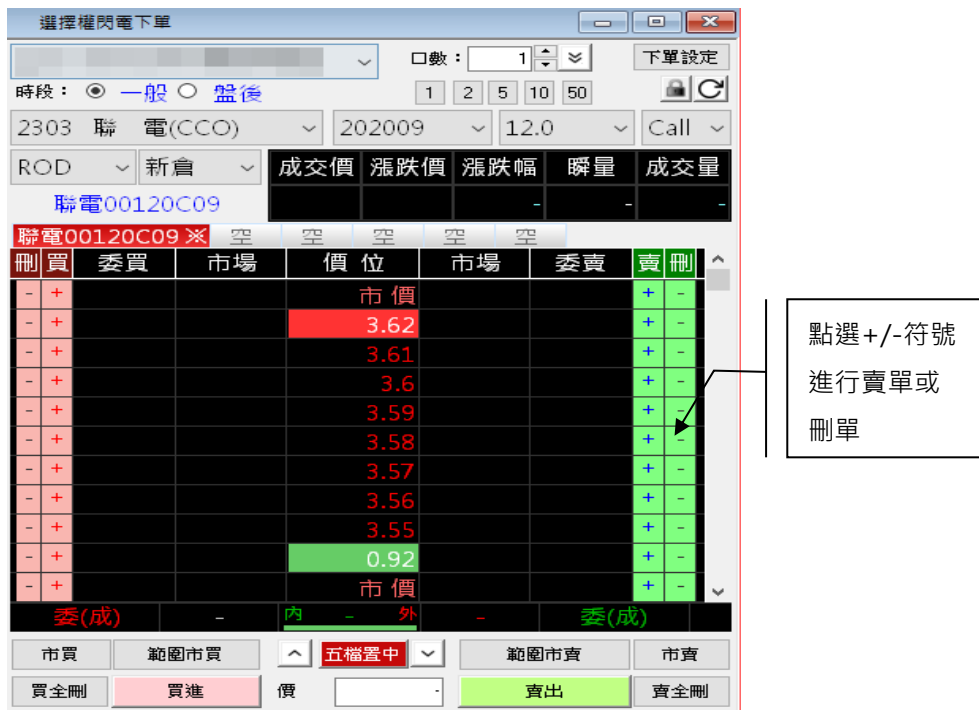 選擇權閃電下單
口數： 1 下單設定
時段： 一般 盤後 1 2 5 10 50
2303 聯 電(CCO) 202009 12.0 Call
ROD 新倉 成交價 漲跌價 漲跌幅 瞬量 成交量
聯電00120C09 - - -
聯電00120C09 ※ 空 空 空 空 空
刪 買 委買 市場 價 位 市場 委賣 賣 刪
- + 市 價 + -
- + 3.62 + -
- + 3.61 + -
- + 3.6 + -
- + 3.59 + -
- + 3.58 + -
- + 3.57 + -
- + 3.56 + -
- + 3.55 + -
- + 0.92 + -
- + 市 價 + -
委(成) - 內 - 外 - 委(成)
市買 範圍市買 五檔置中 範圍市賣 市賣
買全刪 買進 價 - 賣出 賣全刪
點選+/-符號
進行賣單或
刪單